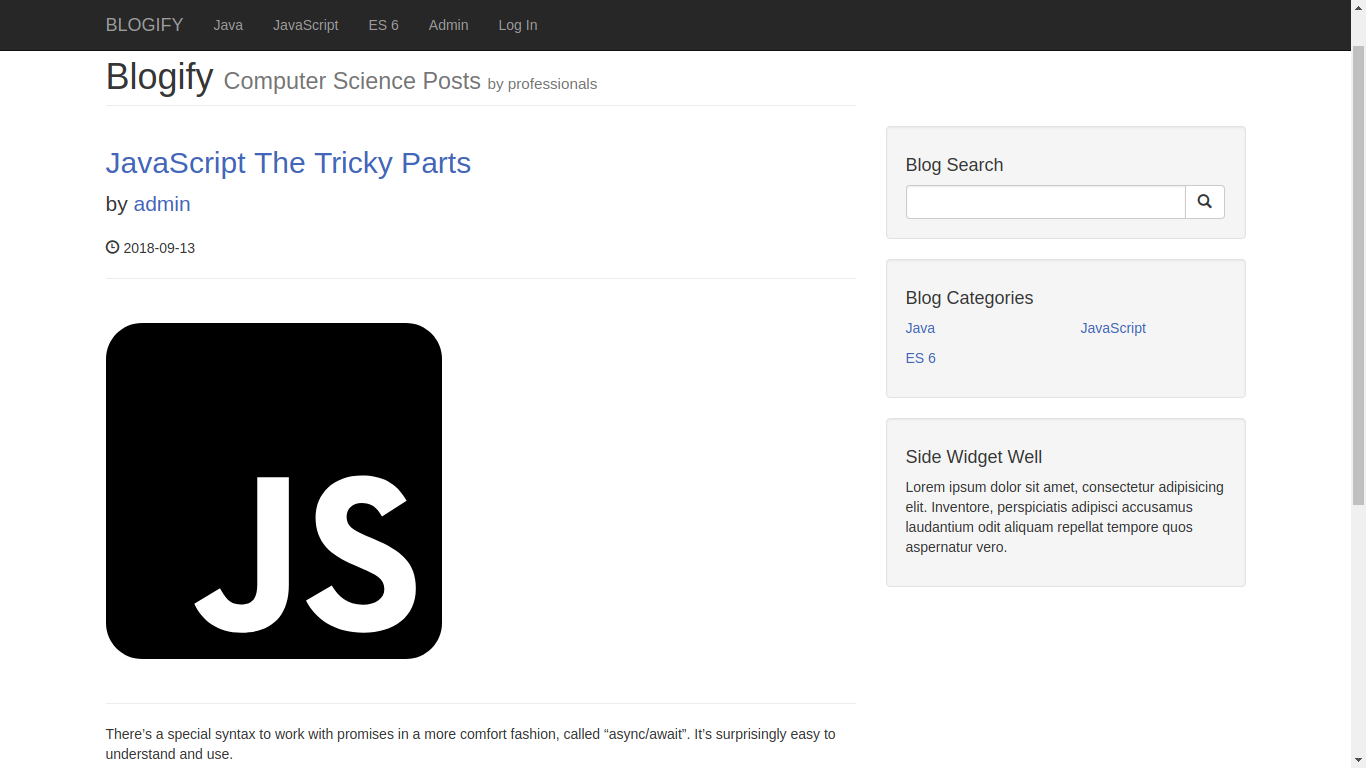 BLOGIFY Java JavaScript ES 6 Admin Log In
Blogify Computer Science Posts by professionals
JavaScript The Tricky Parts
by admin
2018-09-13
JS
There’s a special syntax to work with promises in a more comfort fashion, called “async/await”. It’s surprisingly easy to
understand and use.
Blog Search
Blog Categories
Java JavaScript
ES 6
Side Widget Well
Lorem ipsum dolor sit amet, consectetur adipisicing
elit. Inventore, perspiciatis adipisci accusamus
laudantium odit aliquam repellat tempore quos
aspernatur vero.